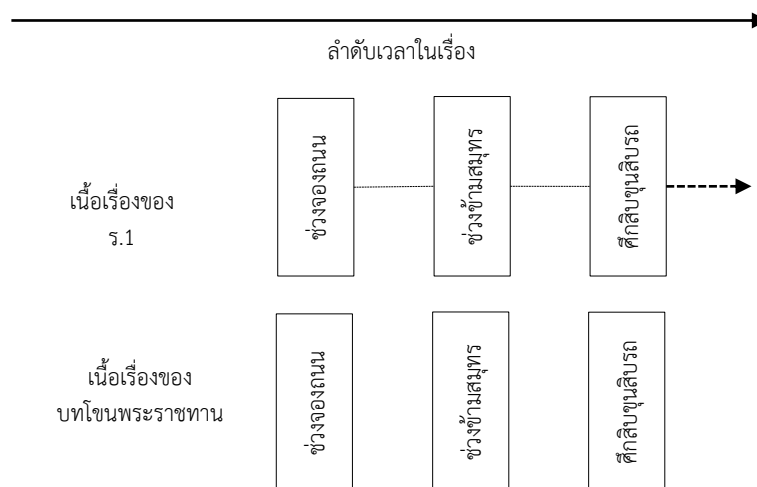 ลำดับเวลาในเรื่อง
เนื้อเรื่องของ
ร.1
ช่วงจองถนน
ช่วงข้ามสมุทร
ศึกสิบขุนสิบรถ
เนื้อเรื่องของ
บทโขนพระราชทาน
ช่วงจองถนน
ช่วงข้ามสมุทร
ศึกสิบขุนสิบรถ